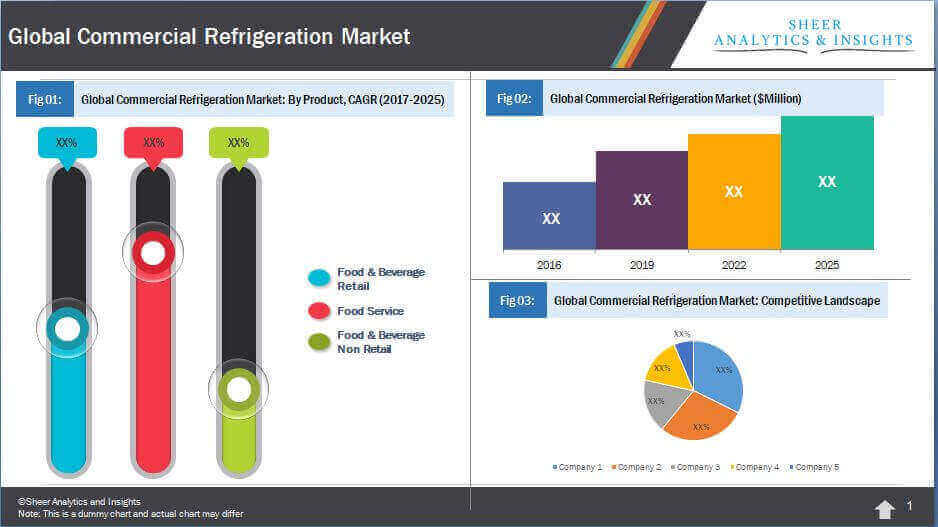 Global Commercial Refrigeration Market
SHEER
ANALYTICS & INSIGHTS
Fig 01:
Global Commercial Refrigeration Market: By Product, CAGR (2017-2025)
XX%
XX%
XX%
Food & Beverage
Retail
Food Service
Food & Beverage
Non Retail
Fig 02:
Global Commercial Refrigeration Market ($Million)
XX
XX
XX
XX
2016
2019
2022
2025
Fig 03:
Global Commercial Refrigeration Market: Competitive Landscape
XX%
XX%
XX%
XX%
XX%
Company 1
Company 2
Company 3
Company 4
Company 5
©Sheer Analytics and Insights
Note: This is a dummy chart and actual chart may differ
1